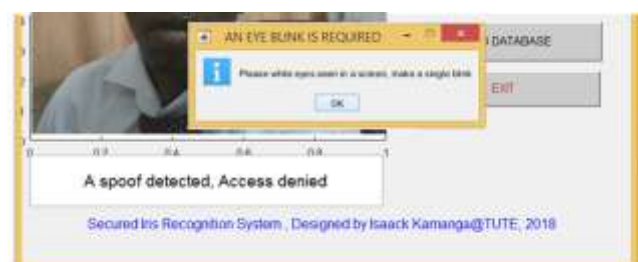 AN EYE BLINK IS REQUIRED
DATABASE
Please while eyes seen in a screen, make a single blink
OK
EXIT
0.2 0.4 0.6 0.8 1
A spoof detected, Access denied
Secured Iris Recognition System , Designed by Isaack Kamanga@TUTE, 2018